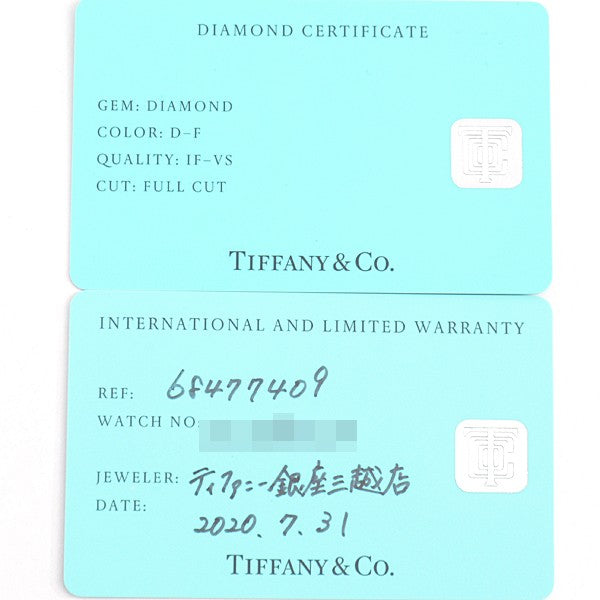 DIAMOND CERTIFICATE
GEM: DIAMOND
COLOR: D–F
QUALITY: IF–VS
CUT: FULL CUT
TIFFANY & CO.
INTERNATIONAL AND LIMITED WARRANTY
REF: 68477409
WATCH NO:
JEWELER: ティファニー銀座三越店
DATE: 2020.7.31
TIFFANY & CO.